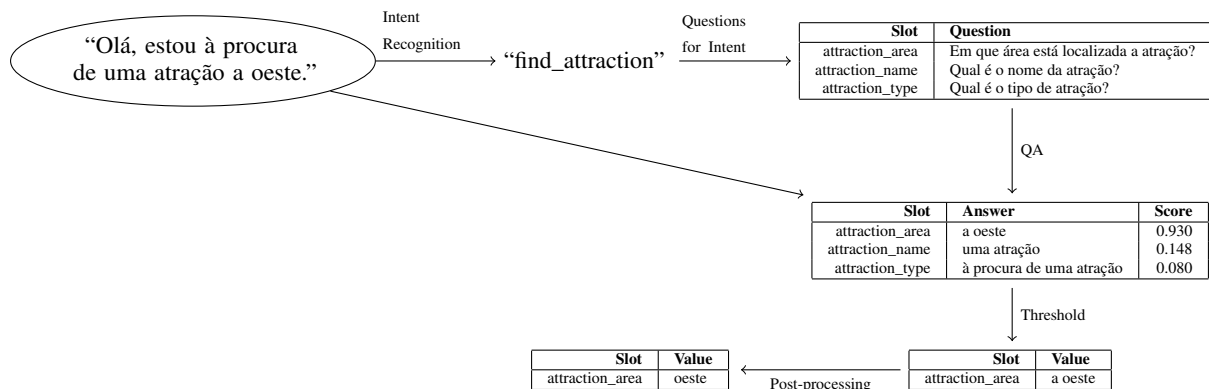 “Olá, estou à procura
de uma atração a oeste.”
Intent
Recognition
“find_attraction”
Questions
for Intent
Slot Question
attraction_area Em que área está localizada a atração?
attraction_name Qual é o nome da atração?
attraction_type Qual é o tipo de atração?
QA
Slot Answer Score
attraction_area a oeste 0.930
attraction_name uma atração 0.148
attraction_type à procura de uma atração 0.080
Threshold
Slot Value
attraction_area a oeste
Post-processing
Slot Value
attraction_area oeste